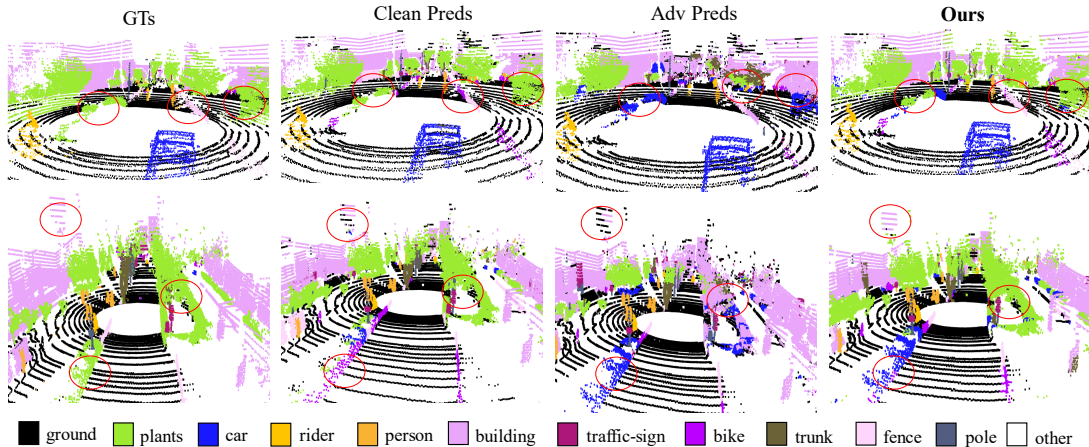 GTs Clean Preds Adv Preds Ours
ground plants car rider person building traffic-sign bike trunk fence pole other